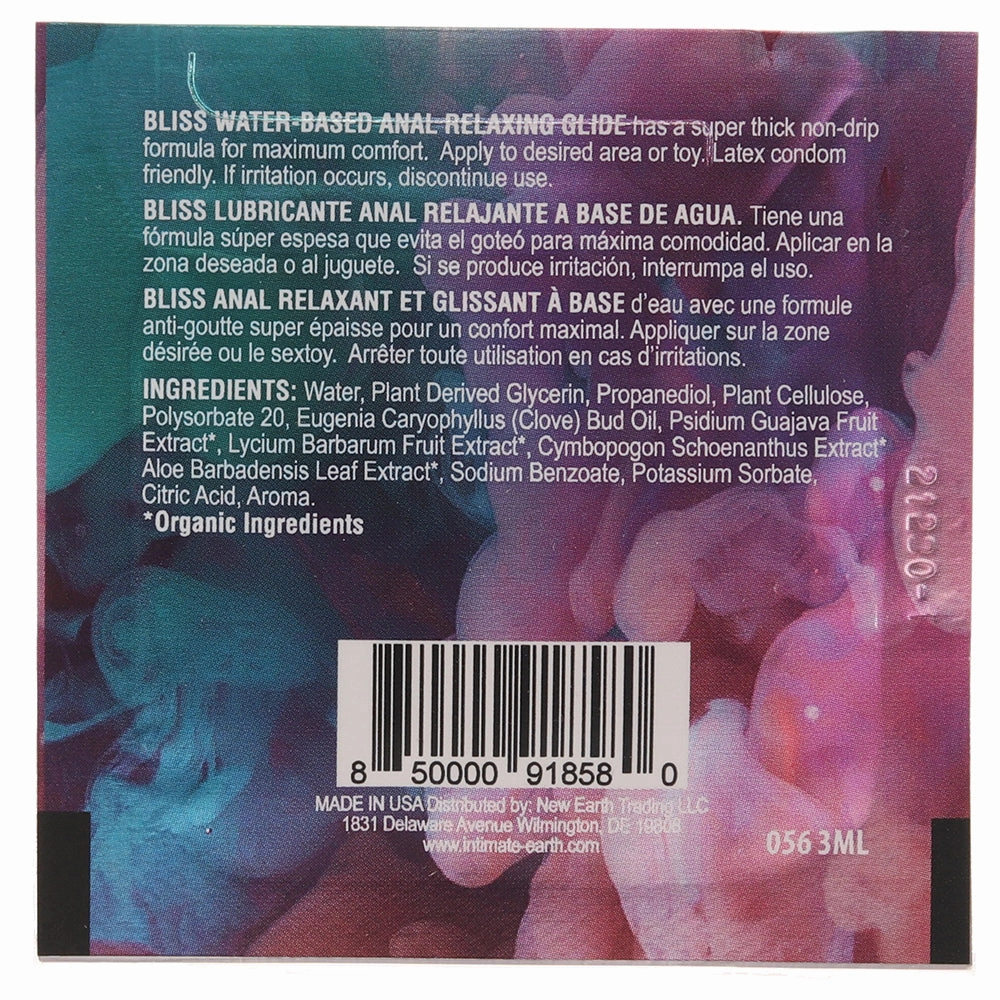 BLISS WATER-BASED ANAL RELAXING GLIDE has a super thick non-drip
formula for maximum comfort. Apply to desired area or toy. Latex condom
friendly. If irritation occurs, discontinue use.
BLISS LUBRICANTE ANAL RELAJANTE A BASE DE AGUA. Tiene una
fórmula súper espesa que evita el goteó para máxima comodidad. Aplicar en la
zona deseada o al juguete. Si se produce irritación, interrumpa el uso.
BLISS ANAL RELAXANT ET GLISSANT À BASE d'eau avec une formule
anti-goutte super épaisse pour un confort maximal. Appliquer sur la zone
désirée ou le sextoy. Arrêter toute utilisation en cas d'irritations.
INGREDIENTS: Water, Plant Derived Glycerin, Propanediol, Plant Cellulose,
Polysorbate 20, Eugenia Caryophyllus (Clove) Bud Oil, Psidium Guajava Fruit
Extract*, Lycium Barbarum Fruit Extract*, Cymbopogon Schoenanthus Extract*
Aloe Barbadensis Leaf Extract*, Sodium Benzoate, Potassium Sorbate,
Citric Acid, Aroma.
*Organic Ingredients
21220-1
8 50000 91858 0
MADE IN USA Distributed by: New Earth Trading LLC
1831 Delaware Avenue Wilmington, DE 19806
www.intimate-earth.com
056 3ML